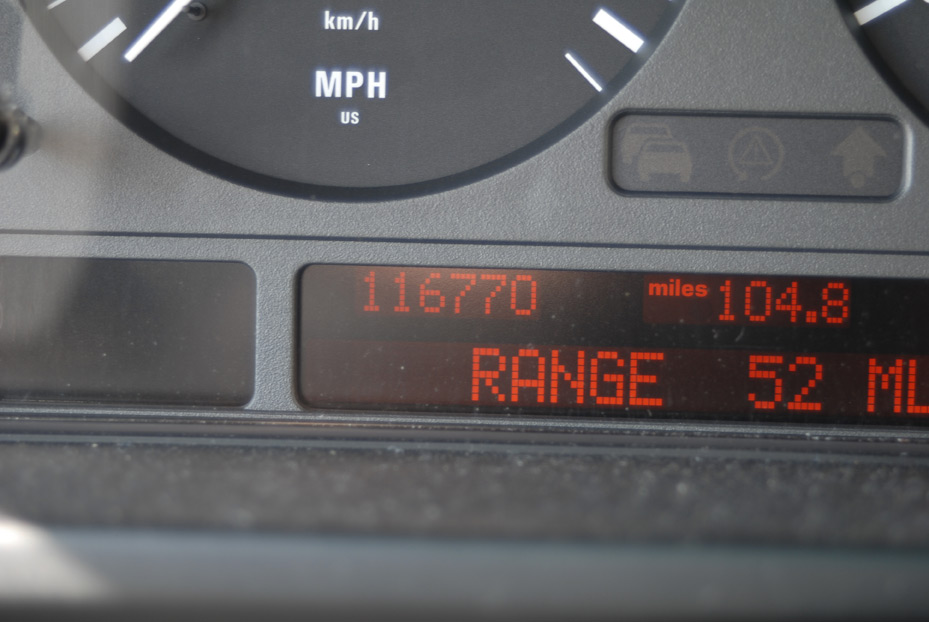 km/h
MPH
US
116770 miles 104.8
RANGE 52 ML